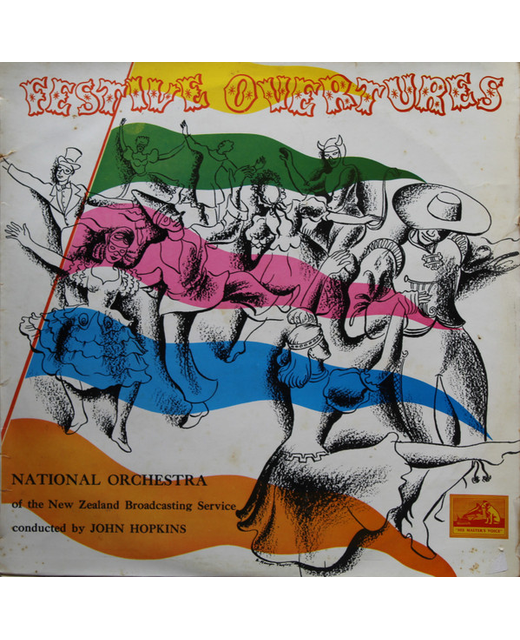 FESTIVE OVERTURES
NATIONAL ORCHESTRA
of the New Zealand Broadcasting Service
conducted by JOHN HOPKINS
"HIS MASTER'S VOICE"